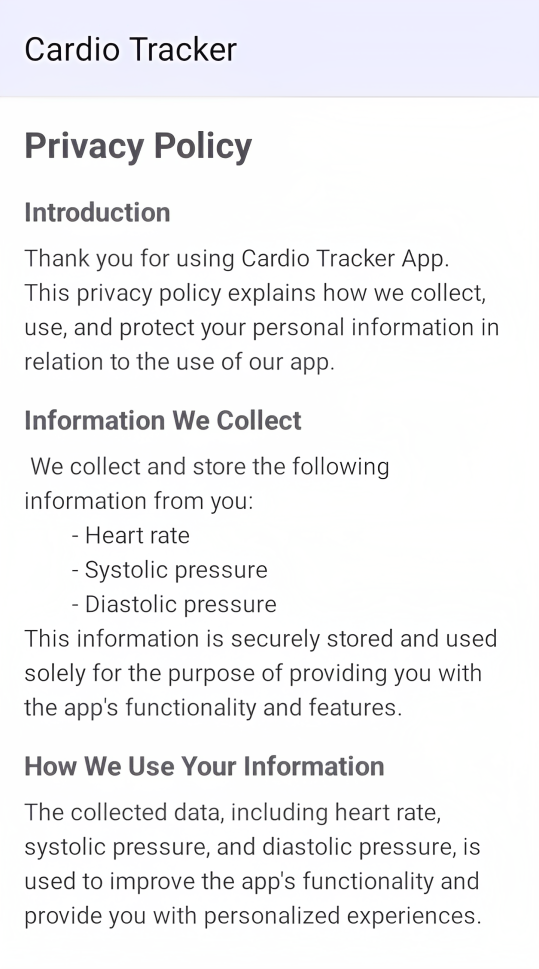 Cardio Tracker
Privacy Policy
Introduction
Thank you for using Cardio Tracker App.
This privacy policy explains how we collect,
use, and protect your personal information in
relation to the use of our app.
Information We Collect
We collect and store the following
information from you:
- Heart rate
- Systolic pressure
- Diastolic pressure
This information is securely stored and used
solely for the purpose of providing you with
the app's functionality and features.
How We Use Your Information
The collected data, including heart rate,
systolic pressure, and diastolic pressure, is
used to improve the app's functionality and
provide you with personalized experiences.